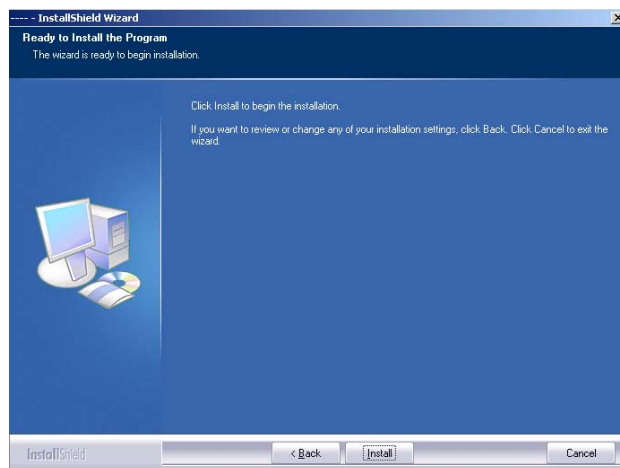 ---- - InstallShield Wizard
Ready to Install the Program
The wizard is ready to begin installation.
Click Install to begin the installation.
If you want to review or change any of your installation settings, click Back. Click Cancel to exit the
wizard.
InstallShield
< Back
Install
Cancel